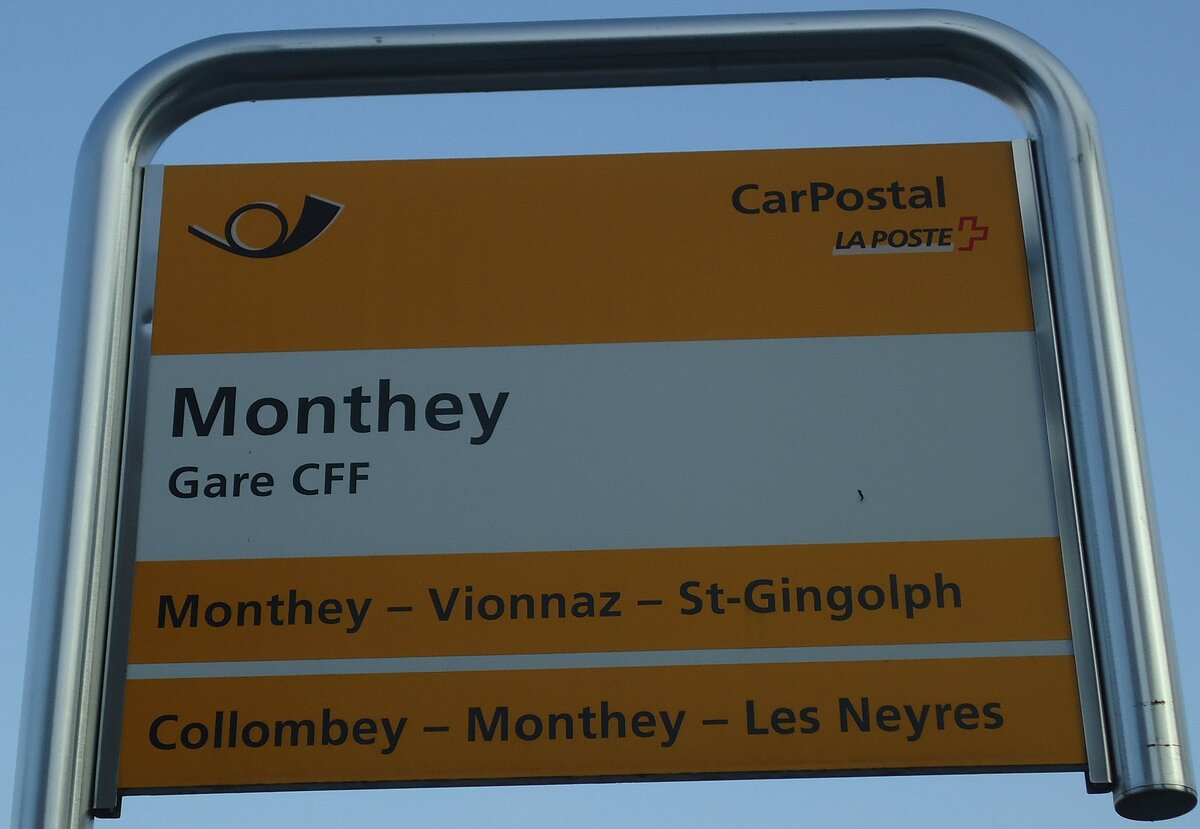 CarPostal
LA POSTE
Monthey
Gare CFF
Monthey – Vionnaz – St-Gingolph
Collombey – Monthey – Les Neyres